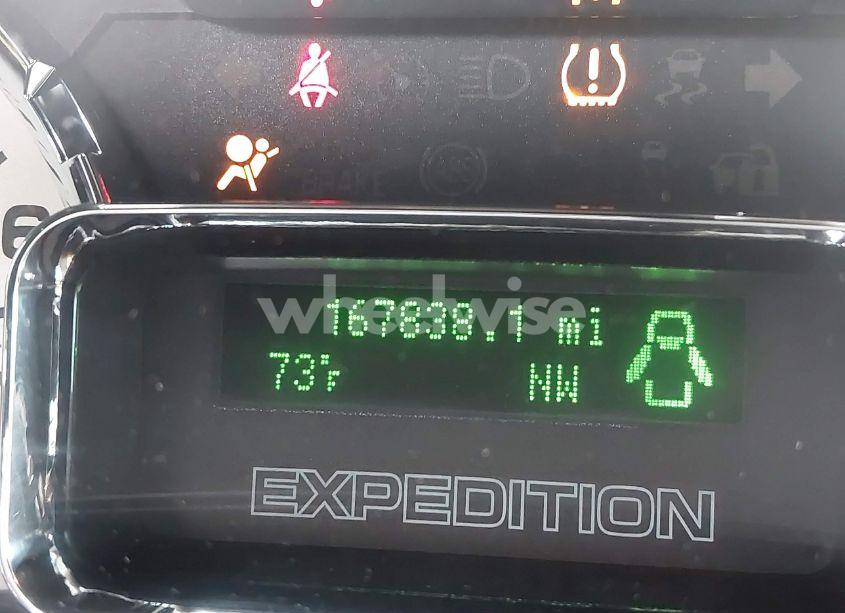 BRAKE
wheelwise
167838.1 mi
73°F NW
EXPEDITION